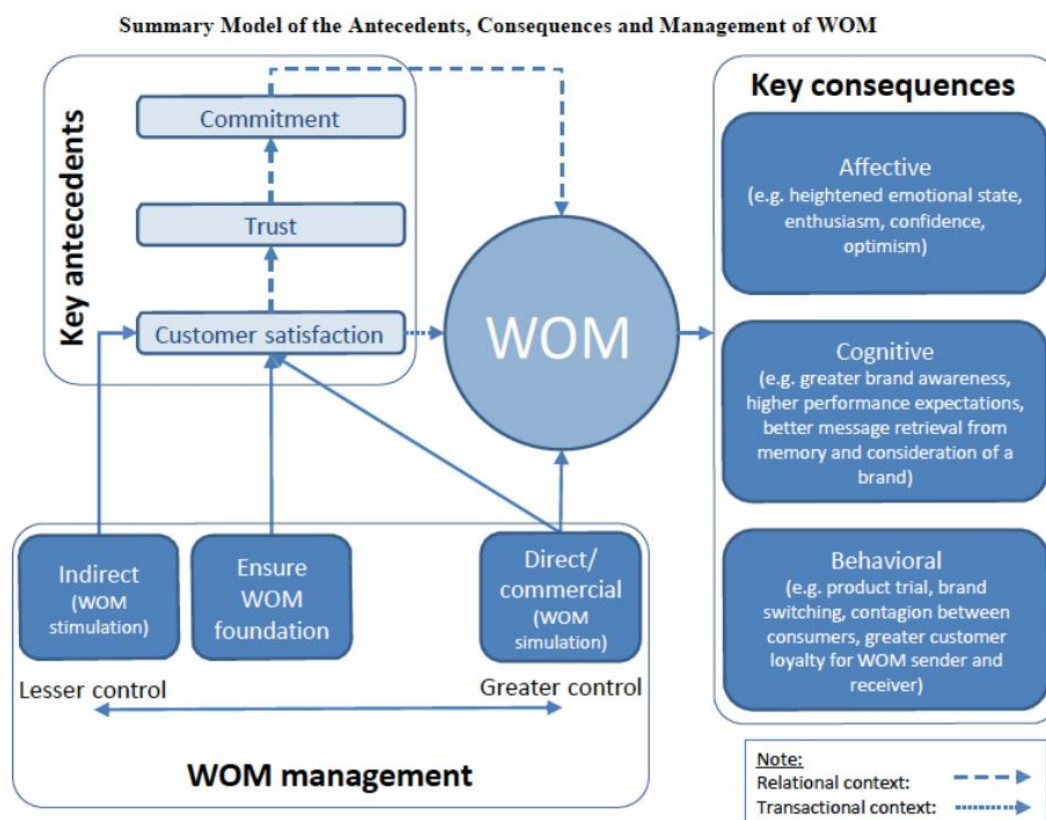 Summary Model of the Antecedents, Consequences and Management of WOM
Key antecedents
Commitment
Trust
Customer satisfaction
WOM
Key consequences
Affective
(e.g. heightened emotional state,
enthusiasm, confidence,
optimism)
Cognitive
(e.g. greater brand awareness,
higher performance expectations,
better message retrieval from
memory and consideration of a
brand)
Behavioral
(e.g. product trial, brand
switching, contagion between
consumers, greater customer
loyalty for WOM sender and
receiver)
Indirect
(WOM
stimulation)
Ensure
WOM
foundation
Direct/
commercial
(WOM
simulation)
Lesser control
Greater control
WOM management
Note:
Relational context:
Transactional context: